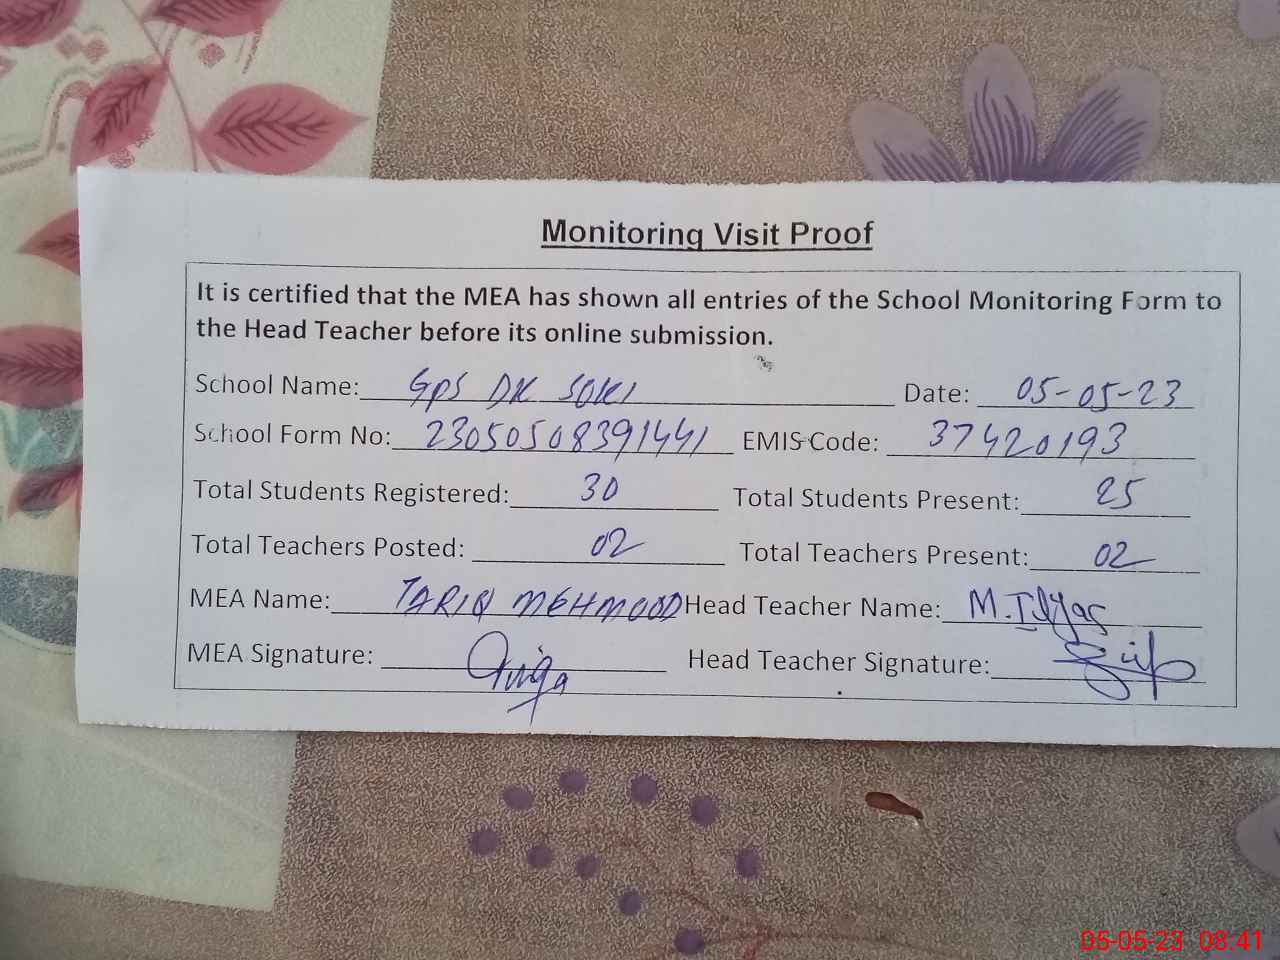 Monitoring Visit Proof
It is certified that the MEA has shown all entries of the School Monitoring Form to
the Head Teacher before its online submission.
School Name: GPS DK SOKI Date: 05-05-23
School Form No: 23050508391441 EMIS Code: 37420193
Total Students Registered: 30 Total Students Present: 25
Total Teachers Posted: 02 Total Teachers Present: 02
MEA Name: TARIQ MEHMOOD Head Teacher Name: M. Ilyas
MEA Signature: Head Teacher Signature:
05-05-23 08:41